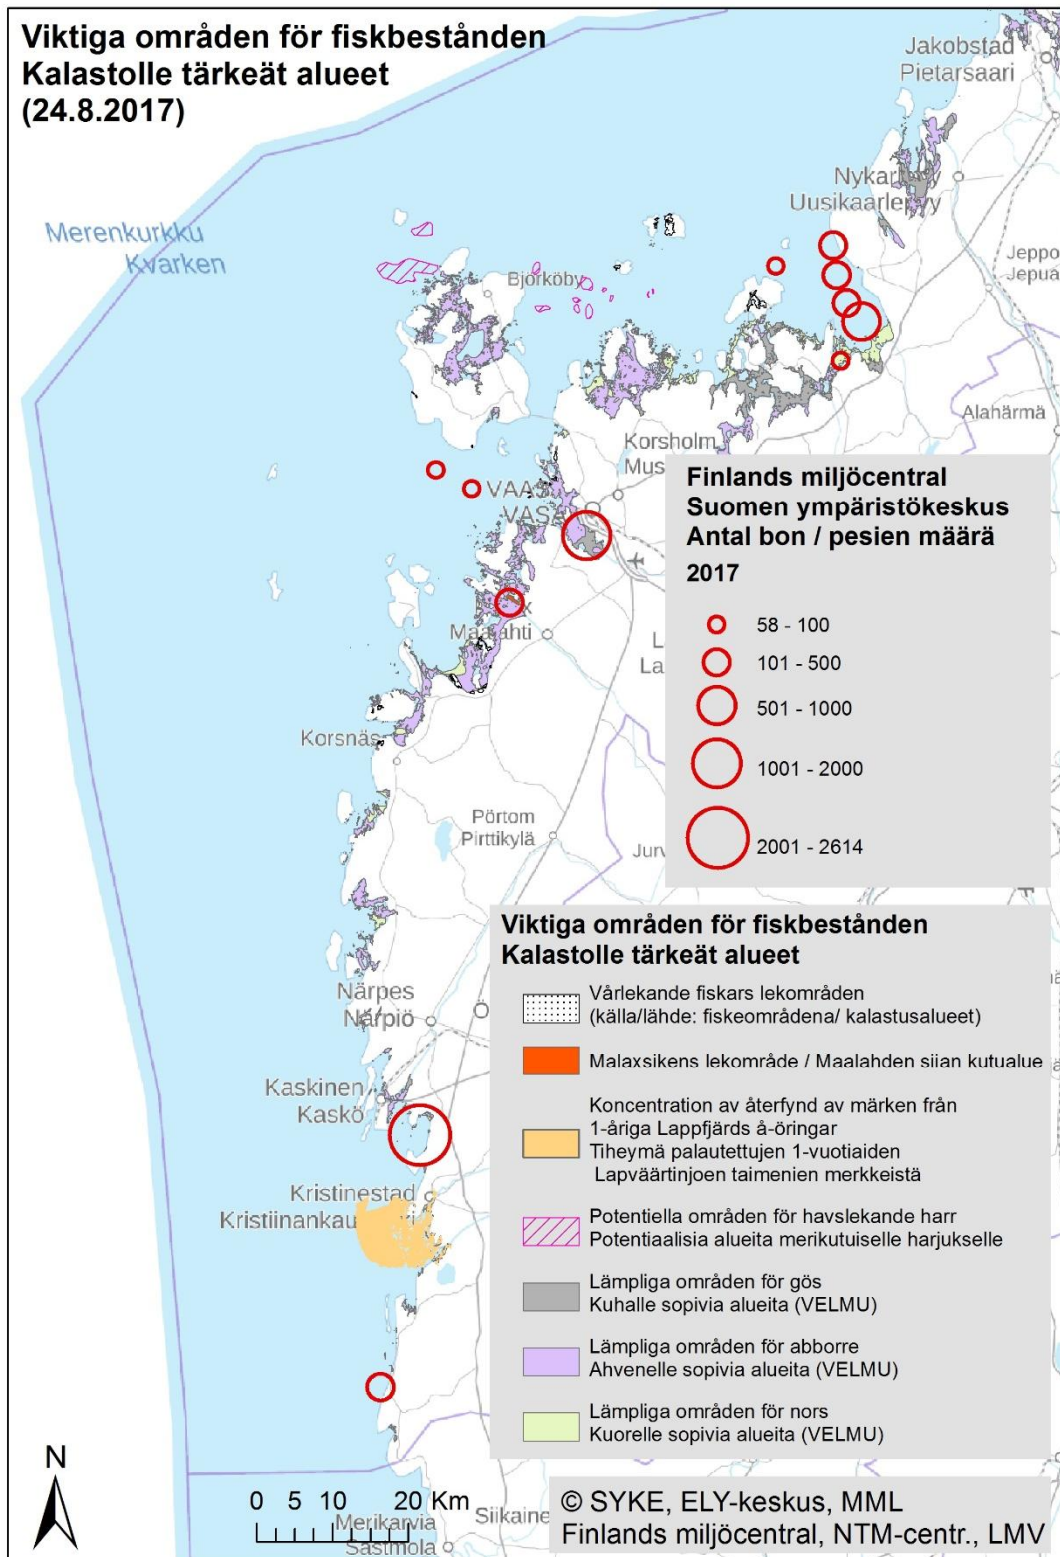 Viktiga områden för fiskbestånden
Kalastolle tärkeät alueet
(24.8.2017)
Jakobstad
Pietarsaari
Uusikaarlepyy
Jeppo
Jepua
Merenkurkku
Kvarken
Björköby
Alahärmä
Korsholm
VAAS
VASA
Maalahti
Korsnäs
Pörtom
Pirttikylä
Jurv
Närpes
Närpiö
Kaskinen
Kaskö
Kristinestad
Kristiinankau
Finlands miljöcentral
Suomen ympäristökeskus
Antal bon / pesien määrä
2017
58 - 100
101 - 500
501 - 1000
1001 - 2000
2001 - 2614
Viktiga områden för fiskbestånden
Kalastolle tärkeät alueet
Vårlekande fiskars lekområden
(källa/lähde: fiskeområdena/ kalastusalueet)
Malaxsikens lekområde / Maalahden siian kutualue
Koncentration av återfynd av märken från
1-åriga Lappfjärds å-öringar
Tiheymä palautettujen 1-vuotiaiden
Lapväärtinjoen taimenien merkkeistä
Potentiella områden för havslekande harr
Potentiaalisia alueita merikutuiselle harjukselle
Lämpliga områden för gös
Kuhalle sopivia alueita (VELMU)
Lämpliga områden för abborre
Ahvenelle sopivia alueita (VELMU)
Lämpliga områden för nors
Kuorelle sopivia alueita (VELMU)
N
0 5 10 20 Km
Merikarvia
Sastmola
Siikaine
© SYKE, ELY-keskus, MML
Finlands miljöcentral, NTM-centr., LMV